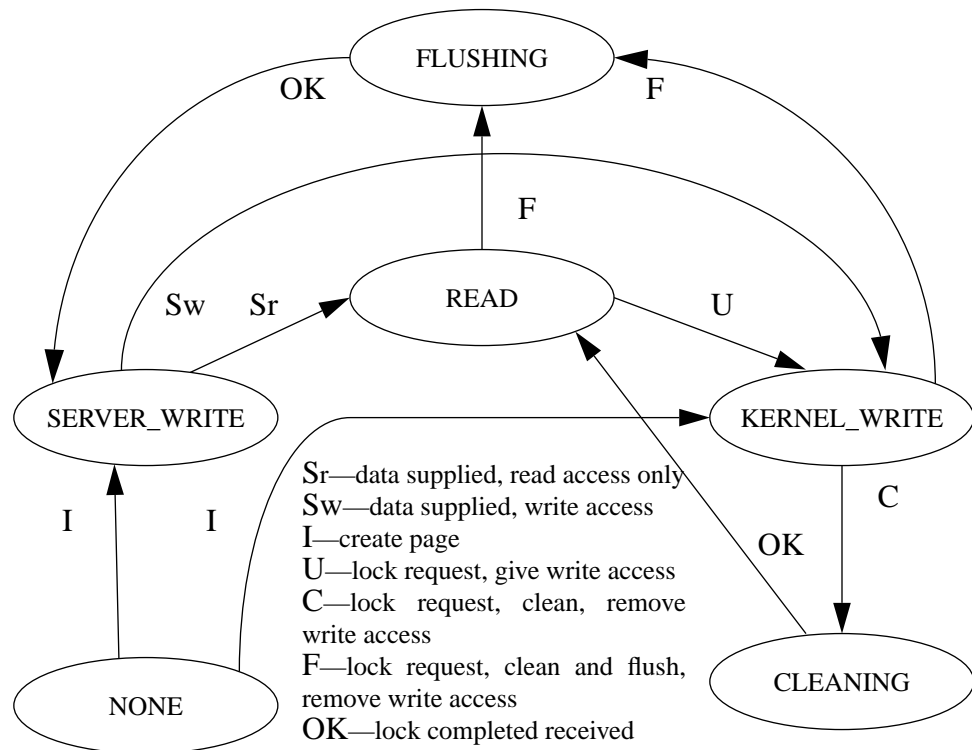 FLUSHING
OK
F
F
Sw
Sr
READ
U
SERVER_WRITE
KERNEL_WRITE
Sr—data supplied, read access only
Sw—data supplied, write access
I—create page
U—lock request, give write access
C—lock request, clean, remove
write access
F—lock request, clean and flush,
remove write access
OK—lock completed received
I
I
C
OK
NONE
CLEANING